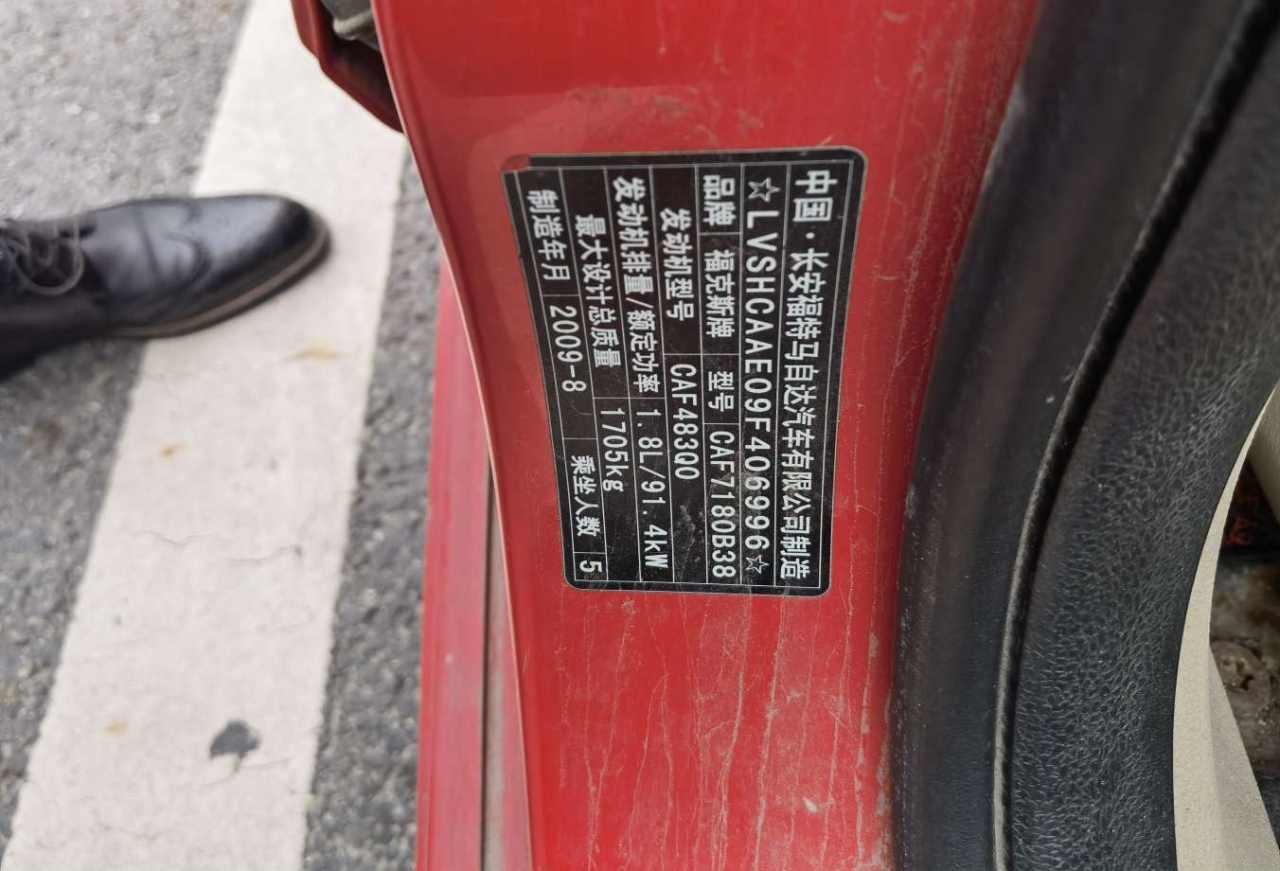 中国·长安福特马自达汽车有限公司制造
☆LVSHCAAE09F406996☆
品牌 福克斯牌 型号 CAF7180B38
发动机型号 CAF483Q0
发动机排量/额定功率 1.8L/91.4kW
最大设计总质量 1705kg
制造年月 2009-8 乘坐人数 5